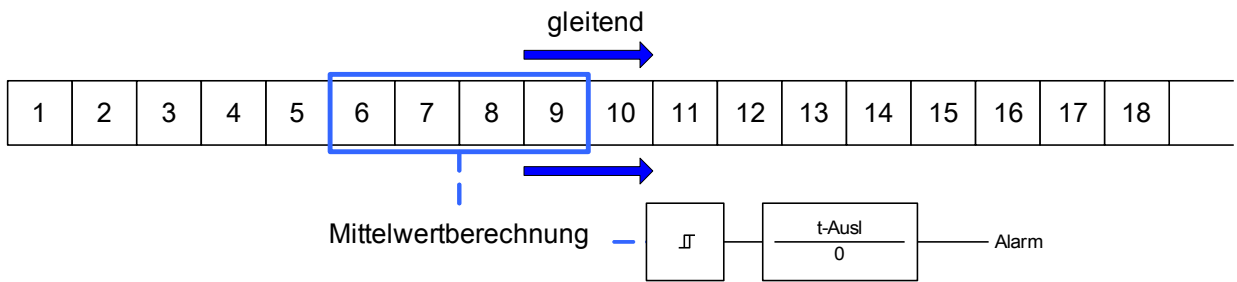 gleitend
1 2 3 4 5 6 7 8 9 10 11 12 13 14 15 16 17 18
Mittelwertberechnung
t-Ausl
0
Alarm